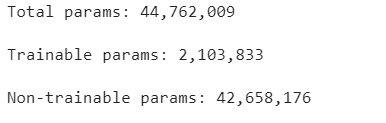 Total params: 44,762,009
Trainable params: 2,103,833
Non-trainable params: 42,658,176